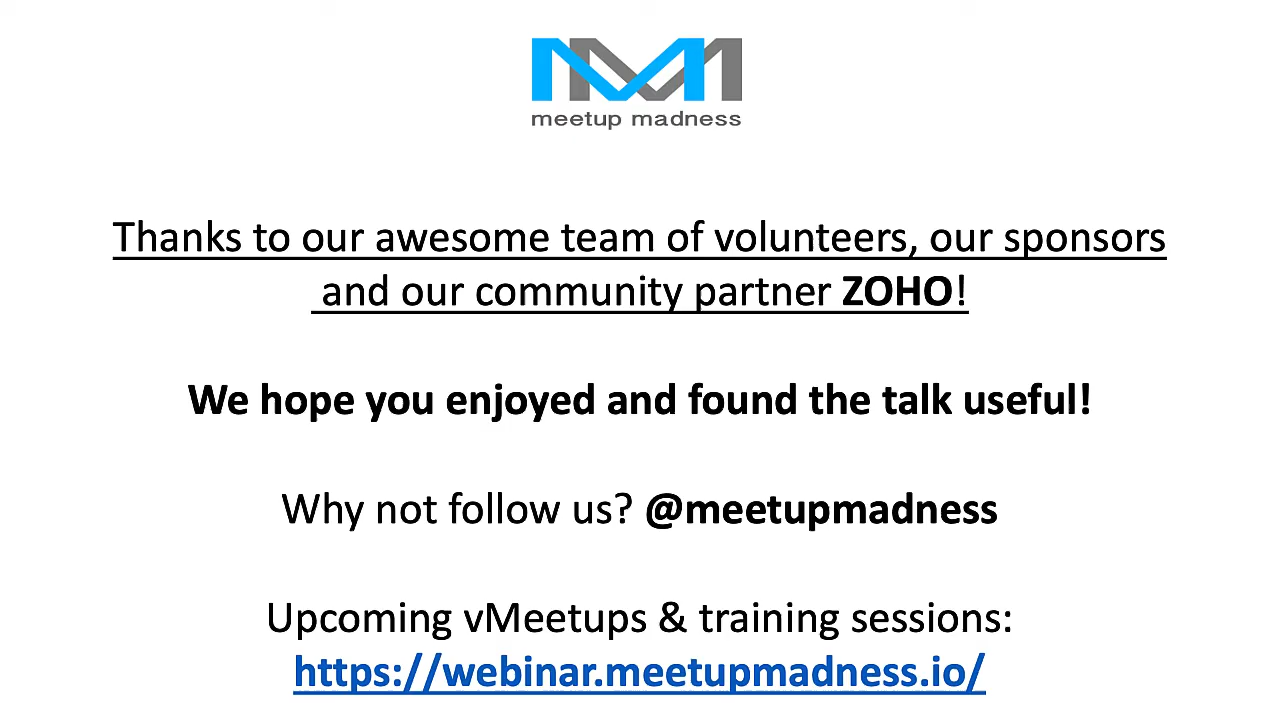 meetup madness
Thanks to our awesome team of volunteers, our sponsors
and our community partner ZOHO!
We hope you enjoyed and found the talk useful!
Why not follow us? @meetupmadness
Upcoming vMeetups & training sessions:
https://webinar.meetupmadness.io/